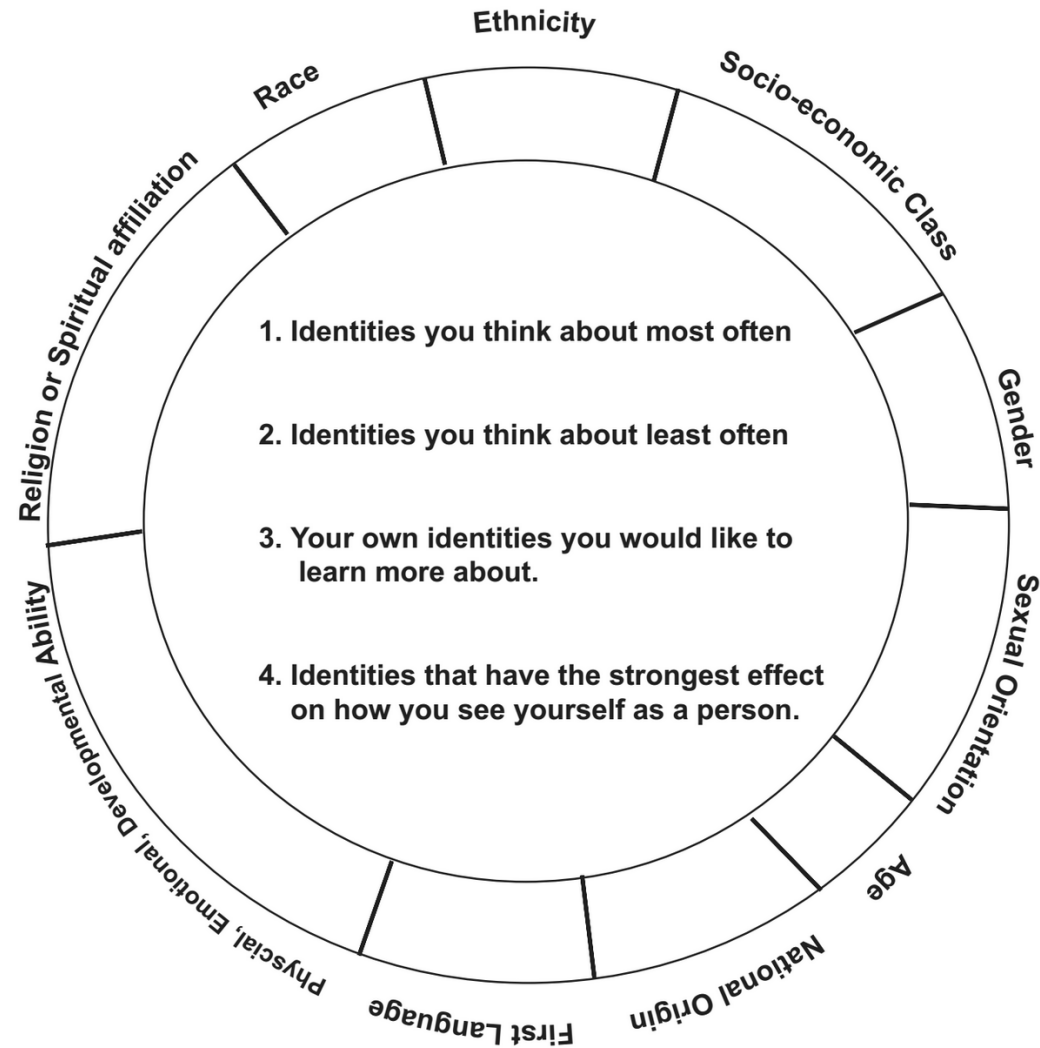 Ethnicity
Socio-economic Class
Gender
Sexual Orientation
Age
National Origin
First Language
Physcial, Emotional, Developmental Ability
Religion or Spiritual affiliation
Race
1. Identities you think about most often
2. Identities you think about least often
3. Your own identities you would like to
learn more about.
4. Identities that have the strongest effect
on how you see yourself as a person.